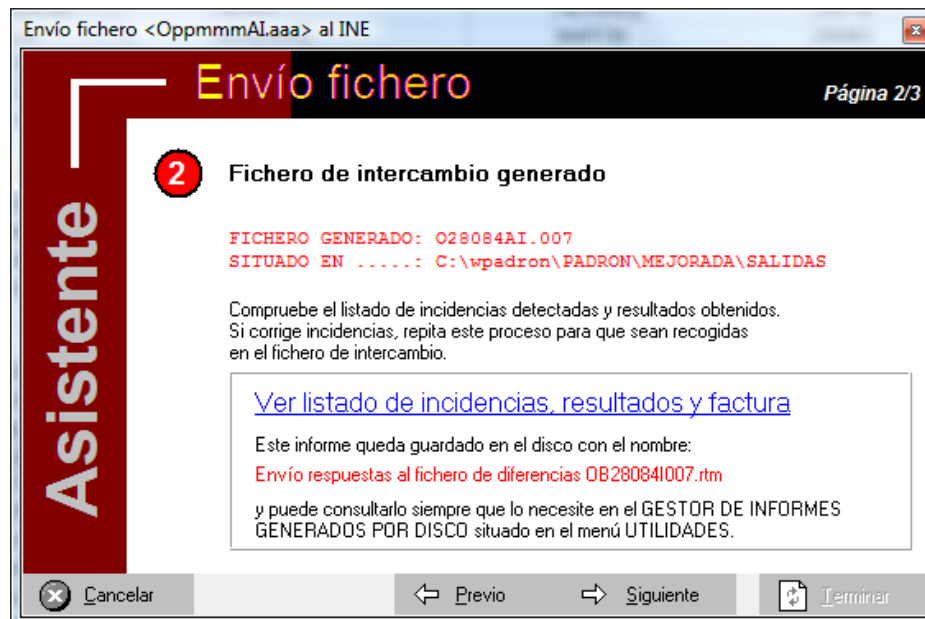 Envío fichero <OppmmmAI.aaa> al INE
Envío fichero
Página 2/3
Asistente
2
Fichero de intercambio generado
FICHERO GENERADO: O28084AI.007
SITUADO EN .....: C:\wpadron\PADRON\MEJORADA\SALIDAS
Compruebe el listado de incidencias detectadas y resultados obtenidos.
Si corrige incidencias, repita este proceso para que sean recogidas
en el fichero de intercambio.
Ver listado de incidencias, resultados y factura
Este informe queda guardado en el disco con el nombre:
Envío respuestas al fichero de diferencias OB28084I007.rtm
y puede consultarlo siempre que lo necesite en el GESTOR DE INFORMES
GENERADOS POR DISCO situado en el menú UTILIDADES.
Cancelar
Previo
Siguiente
Terminar